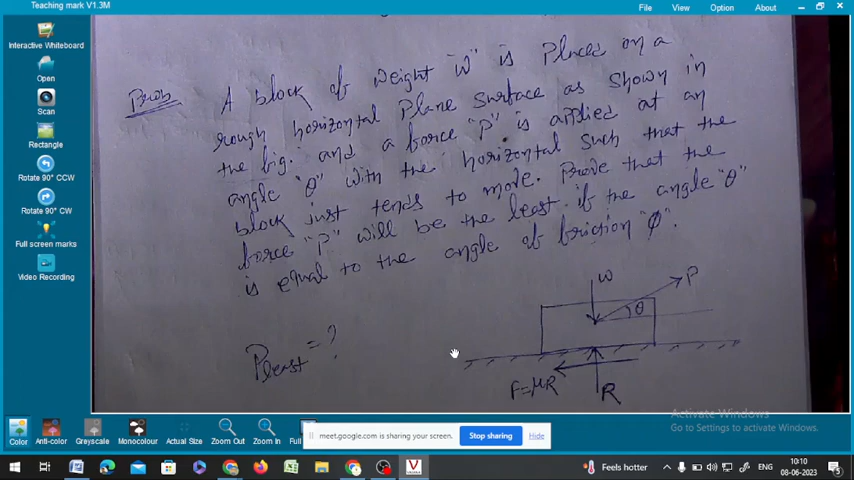 Teaching mark V1.3M
File View Option About
Interactive Whiteboard
Open
Scan
Rectangle
Rotate 90° CCW
Rotate 90° CW
Full screen marks
Video Recording
Prob
A block of weight "W" is Placed on a
rough horizontal Plane Surface as shown in
the fig. and a force "P" is applied at an
angle "θ" with the horizontal such that the
block just tends to move. Prove that the
force "P" will be the least if the angle "θ"
is equal to the angle of friction "φ".
W
P
θ
Pleast = ?
F=μR
R
Activate Windows
Go to Settings to activate Windows.
Color
Anti-color
Greyscale
Monocolour
Actual Size
Zoom Out
Zoom In
Full
meet.google.com is sharing your screen.
Stop sharing
Hide
Feels hotter
ENG
10:10
08-06-2023